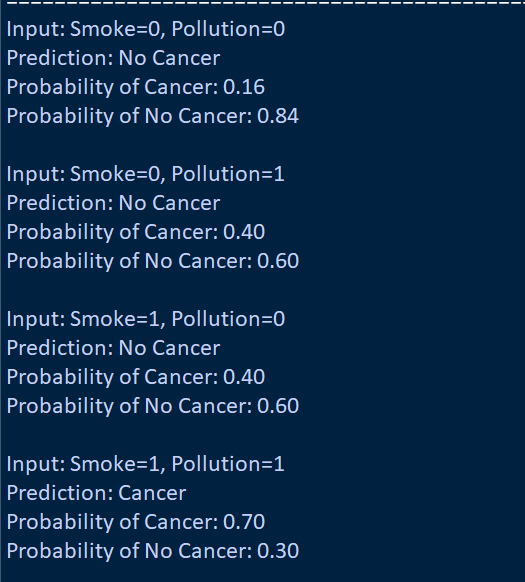 Input: Smoke=0, Pollution=0
Prediction: No Cancer
Probability of Cancer: 0.16
Probability of No Cancer: 0.84
Input: Smoke=0, Pollution=1
Prediction: No Cancer
Probability of Cancer: 0.40
Probability of No Cancer: 0.60
Input: Smoke=1, Pollution=0
Prediction: No Cancer
Probability of Cancer: 0.40
Probability of No Cancer: 0.60
Input: Smoke=1, Pollution=1
Prediction: Cancer
Probability of Cancer: 0.70
Probability of No Cancer: 0.30